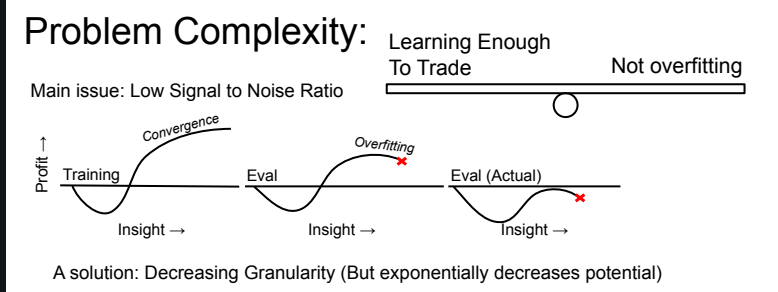 Problem Complexity:
Learning Enough
To Trade
Not overfitting
Main issue: Low Signal to Noise Ratio
Profit →
Training
Convergence
Insight →
Eval
Overfitting
Insight →
Eval (Actual)
Insight →
A solution: Decreasing Granularity (But exponentially decreases potential)